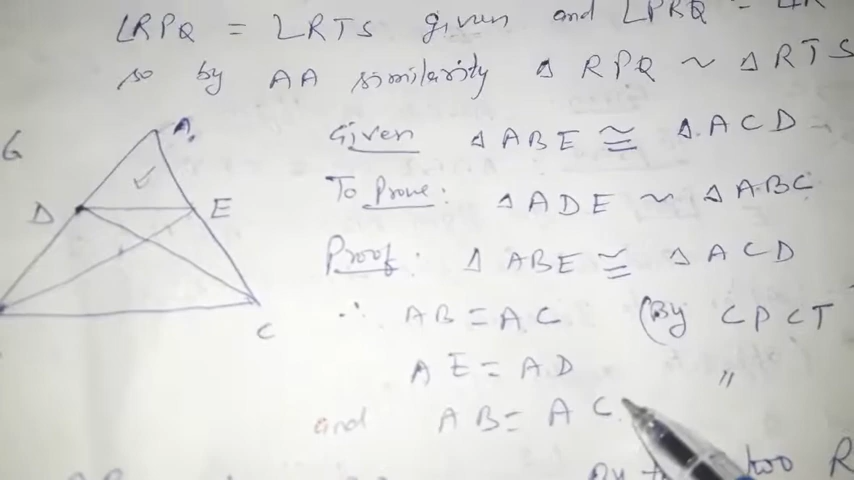 ∠RPQ = ∠RTS given and ∠PRQ =
so by AA similarity Δ RPQ ~ Δ RTS
6
A
Given Δ ABE ≅ Δ ACD
D
E
To Prove: Δ ADE ~ Δ ABC
Proof: Δ ABE ≅ Δ ACD
∴ AB = AC (By CPCT
C
AE = AD "
and AB = AC